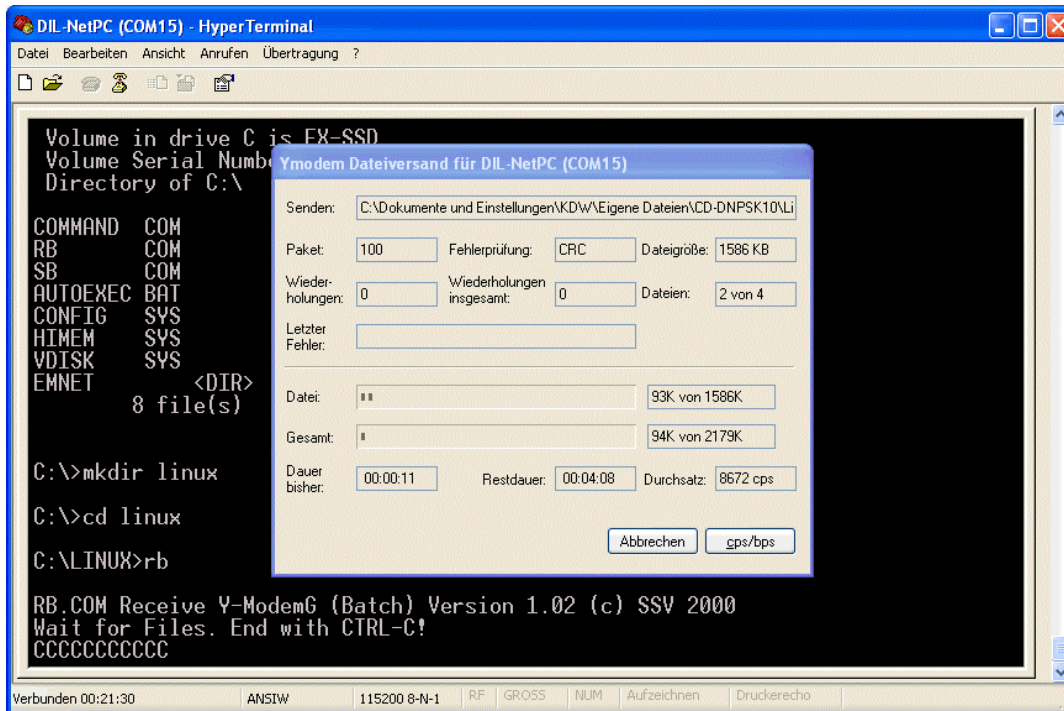 DIL-NetPC (COM15) - HyperTerminal
Datei Bearbeiten Ansicht Anrufen Übertragung ?
Volume in drive C is FX-SSD
Volume Serial Numbe
Directory of C:\
COMMAND COM
RB COM
SB COM
AUTOEXEC BAT
CONFIG SYS
HIMEM SYS
VDISK SYS
EMNET <DIR>
8 file(s)
C:\>mkdir linux
C:\>cd linux
C:\LINUX>rb
RB.COM Receive Y-ModemG (Batch) Version 1.02 (c) SSV 2000
Wait for Files. End with CTRL-C!
CCCCCCCCCCC
Ymodem Dateiversand für DIL-NetPC (COM15)
Senden: C:\Dokumente und Einstellungen\KDW\Eigene Dateien\CD-DNPSK10\Li
Paket: 100 Fehlerprüfung: CRC Dateigröße: 1586 KB
Wieder-
holungen: 0 Wiederholungen
insgesamt: 0 Dateien: 2 von 4
Letzter
Fehler:
Datei: 93K von 1586K
Gesamt: 94K von 2179K
Dauer
bisher: 00:00:11 Restdauer: 00:04:08 Durchsatz: 8672 cps
Abbrechen cps/bps
Verbunden 00:21:30 ANSIW 115200 8-N-1 RF GROSS NUM Aufzeichnen Druckerecho